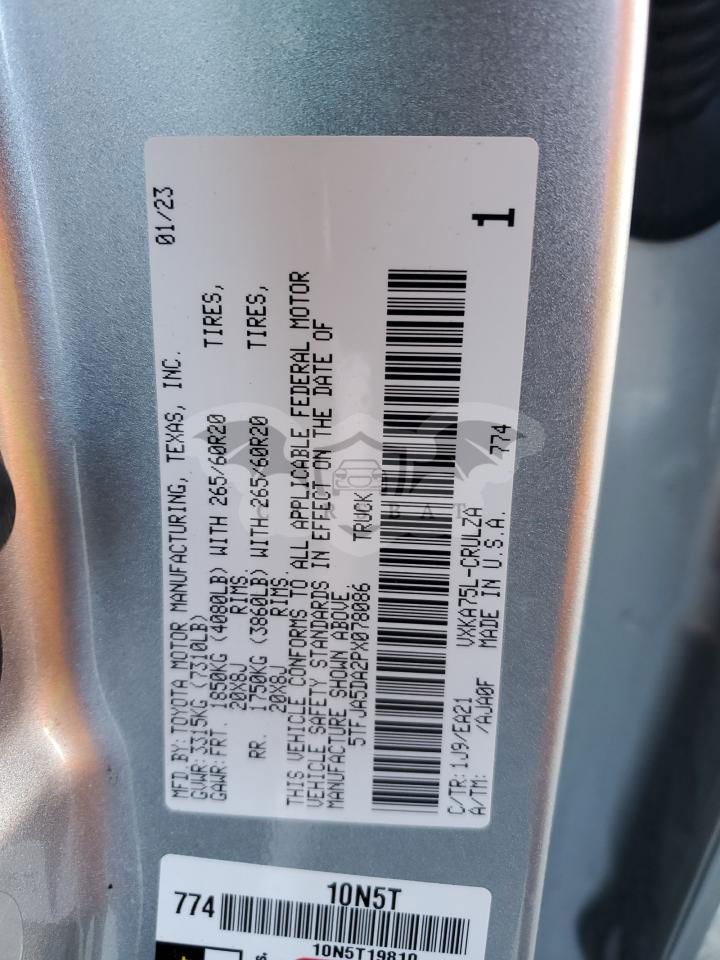 MFD BY: TOYOTA MOTOR MANUFACTURING, TEXAS, INC. 01/23
GVWR: 3315KG (7310LB)
GAWR: FRT. 1850KG (4080LB) WITH 265/60R20 TIRES,
20X8J RIMS,
RR. 1750KG (3860LB) WITH 265/60R20 TIRES,
20X8J RIMS,
THIS VEHICLE CONFORMS TO ALL APPLICABLE FEDERAL MOTOR
VEHICLE SAFETY STANDARDS IN EFFECT ON THE DATE OF
MANUFACTURE SHOWN ABOVE.
5TFJA5DA2PX078086 TRUCK
1
C/TR: 1J9/EA21 VXKA75L-CRULZA 774
A/TM: /AJA0F MADE IN U.S.A.
10N5T
774
10N5T19810